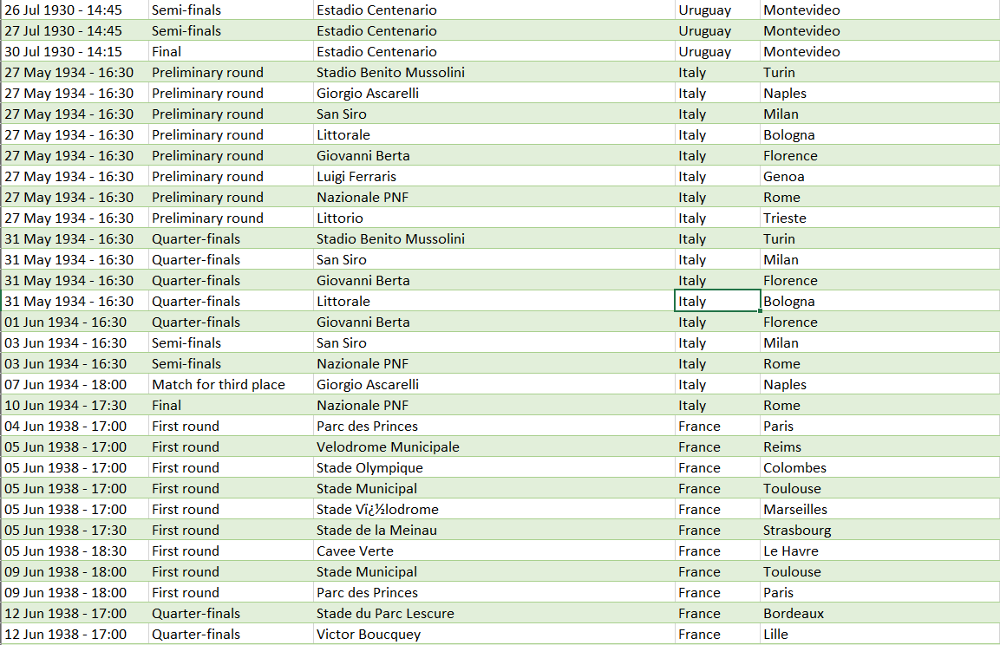 26 Jul 1930 - 14:45 Semi-finals Estadio Centenario Uruguay Montevideo
27 Jul 1930 - 14:45 Semi-finals Estadio Centenario Uruguay Montevideo
30 Jul 1930 - 14:15 Final Estadio Centenario Uruguay Montevideo
27 May 1934 - 16:30 Preliminary round Stadio Benito Mussolini Italy Turin
27 May 1934 - 16:30 Preliminary round Giorgio Ascarelli Italy Naples
27 May 1934 - 16:30 Preliminary round San Siro Italy Milan
27 May 1934 - 16:30 Preliminary round Littorale Italy Bologna
27 May 1934 - 16:30 Preliminary round Giovanni Berta Italy Florence
27 May 1934 - 16:30 Preliminary round Luigi Ferraris Italy Genoa
27 May 1934 - 16:30 Preliminary round Nazionale PNF Italy Rome
27 May 1934 - 16:30 Preliminary round Littorio Italy Trieste
31 May 1934 - 16:30 Quarter-finals Stadio Benito Mussolini Italy Turin
31 May 1934 - 16:30 Quarter-finals San Siro Italy Milan
31 May 1934 - 16:30 Quarter-finals Giovanni Berta Italy Florence
31 May 1934 - 16:30 Quarter-finals Littorale Italy Bologna
01 Jun 1934 - 16:30 Quarter-finals Giovanni Berta Italy Florence
03 Jun 1934 - 16:30 Semi-finals San Siro Italy Milan
03 Jun 1934 - 16:30 Semi-finals Nazionale PNF Italy Rome
07 Jun 1934 - 18:00 Match for third place Giorgio Ascarelli Italy Naples
10 Jun 1934 - 17:30 Final Nazionale PNF Italy Rome
04 Jun 1938 - 17:00 First round Parc des Princes France Paris
05 Jun 1938 - 17:00 First round Velodrome Municipale France Reims
05 Jun 1938 - 17:00 First round Stade Olympique France Colombes
05 Jun 1938 - 17:00 First round Stade Municipal France Toulouse
05 Jun 1938 - 17:00 First round Stade Vï¿½lodrome France Marseilles
05 Jun 1938 - 17:30 First round Stade de la Meinau France Strasbourg
05 Jun 1938 - 18:30 First round Cavee Verte France Le Havre
09 Jun 1938 - 18:00 First round Stade Municipal France Toulouse
09 Jun 1938 - 18:00 First round Parc des Princes France Paris
12 Jun 1938 - 17:00 Quarter-finals Stade du Parc Lescure France Bordeaux
12 Jun 1938 - 17:00 Quarter-finals Victor Boucquey France Lille